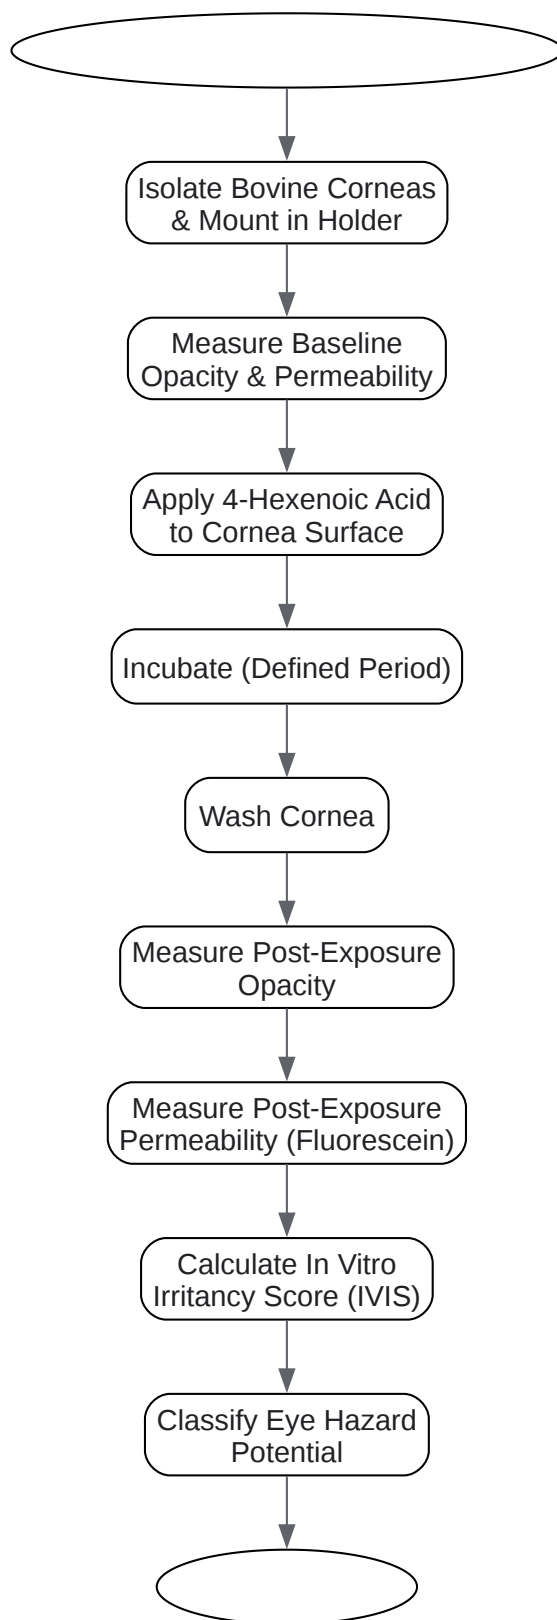 Isolate Bovine Corneas
& Mount in Holder
Measure Baseline
Opacity & Permeability
Apply 4-Hexenoic Acid
to Cornea Surface
Incubate (Defined Period)
Wash Cornea
Measure Post-Exposure
Opacity
Measure Post-Exposure
Permeability (Fluorescein)
Calculate In Vitro
Irritancy Score (IVIS)
Classify Eye Hazard
Potential